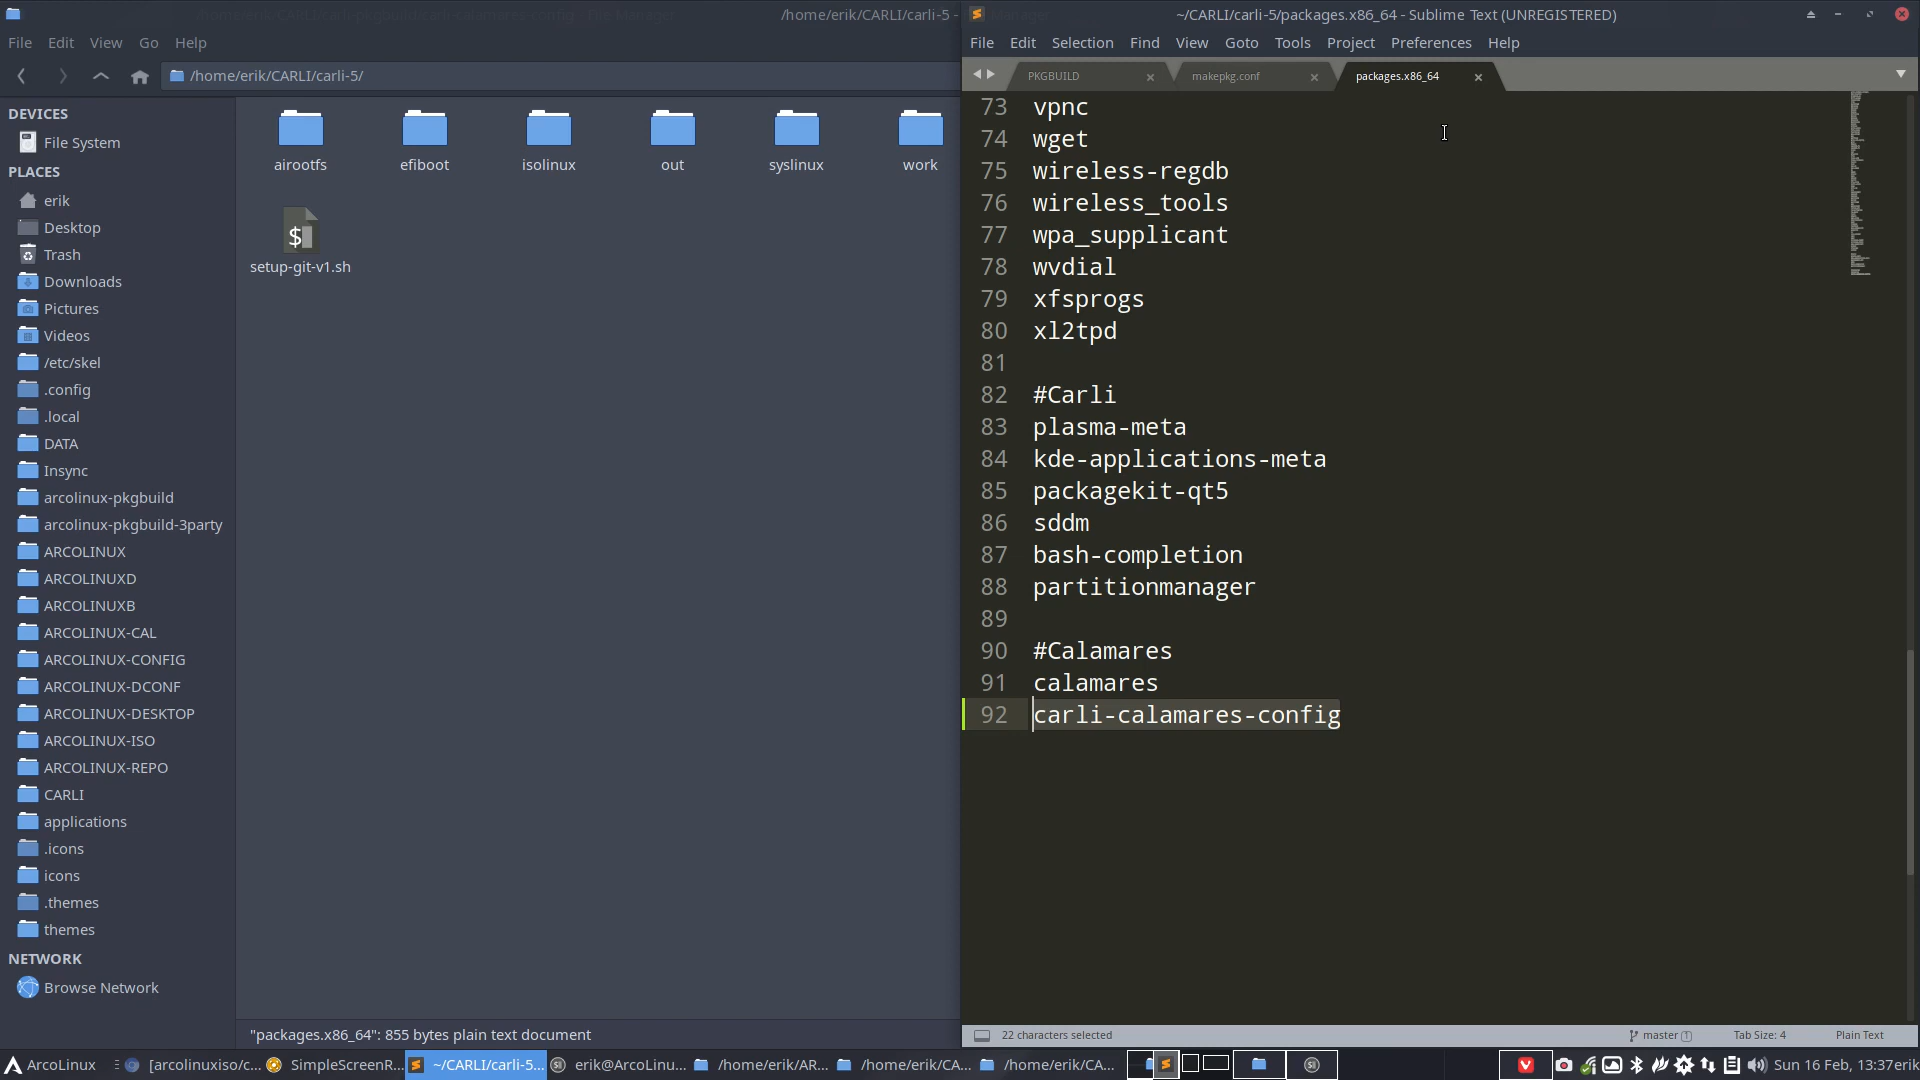 /home/erik/CARLI/carli-5 -
File Edit View Go Help
/home/erik/CARLI/carli-5/
DEVICES
File System
PLACES
erik
Desktop
Trash
Downloads
Pictures
Videos
/etc/skel
.config
.local
DATA
Insync
arcolinux-pkgbuild
arcolinux-pkgbuild-3party
ARCOLINUX
ARCOLINUXD
ARCOLINUXB
ARCOLINUX-CAL
ARCOLINUX-CONFIG
ARCOLINUX-DCONF
ARCOLINUX-DESKTOP
ARCOLINUX-ISO
ARCOLINUX-REPO
CARLI
applications
.icons
icons
.themes
themes
NETWORK
Browse Network
airootfs efiboot isolinux out syslinux work
setup-git-v1.sh
"packages.x86_64": 855 bytes plain text document
~/CARLI/carli-5/packages.x86_64 - Sublime Text (UNREGISTERED)
File Edit Selection Find View Goto Tools Project Preferences Help
PKGBUILD makepkg.conf packages.x86_64
73 vpnc
74 wget
75 wireless-regdb
76 wireless_tools
77 wpa_supplicant
78 wvdial
79 xfsprogs
80 xl2tpd
81
82 #Carli
83 plasma-meta
84 kde-applications-meta
85 packagekit-qt5
86 sddm
87 bash-completion
88 partitionmanager
89
90 #Calamares
91 calamares
92 carli-calamares-config
22 characters selected master 1 Tab Size: 4 Plain Text
ArcoLinux [arcolinuxiso/c... SimpleScreenR... ~/CARLI/carli-5... erik@ArcoLinu... /home/erik/AR... /home/erik/CA... /home/erik/CA... Sun 16 Feb, 13:37 erik